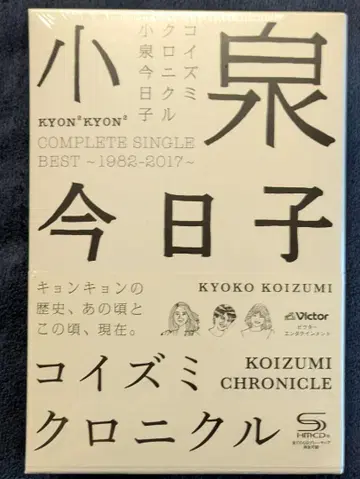 小泉
今日子
コイズミ
クロニクル
小泉今日子
KYON²KYON²
COMPLETE SINGLE
BEST ~1982-2017~
キョンキョンの
歴史、あの頃と
この頃、現在。
KYOKO KOIZUMI
Victor
ビクター
エンタテインメント
コイズミ
クロニクル
KOIZUMI
CHRONICLE
HMCD